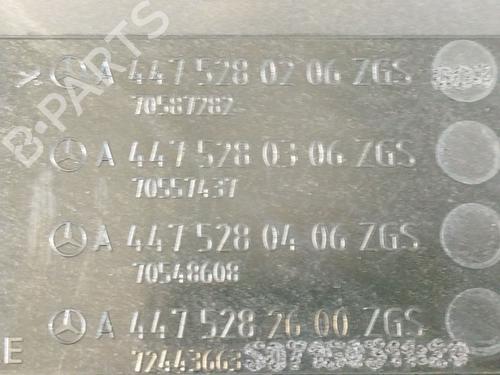 A 447 528 02 06 ZGS
70587282
A 447 528 03 06 ZGS
70557437
A 447 528 04 06 ZGS
70548608
A 447 528 26 00 ZGS
E 72443663
B-PARTS